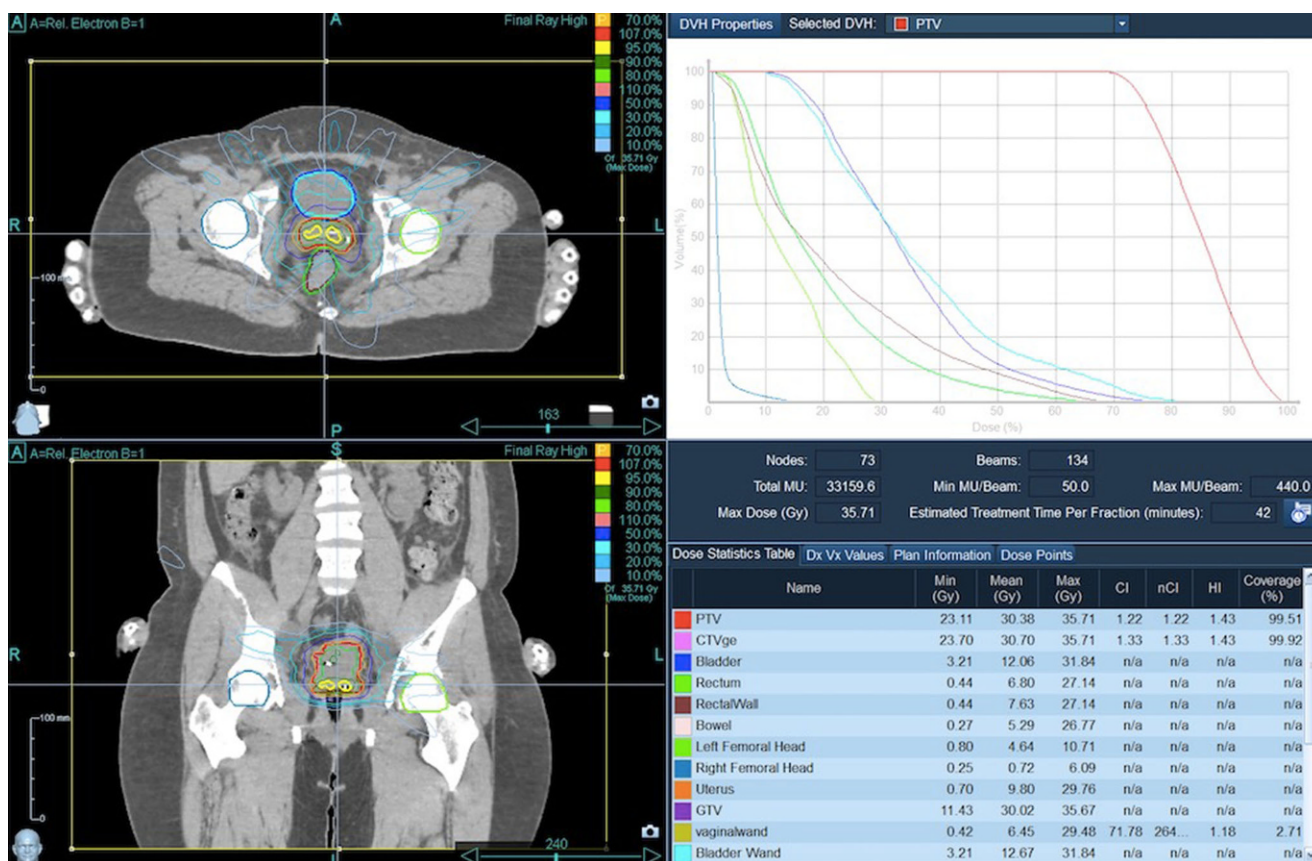 A A=Rel. Electron B=1 A Final Ray High
P 70.0%
107.0%
95.0%
90.0%
80.0%
110.0%
50.0%
30.0%
20.0%
10.0%
Of 35.71 Gy
(Max Dose)
R L
100 mm
0
163
P
A A=Rel. Electron B=1 S Final Ray High
P 70.0%
107.0%
95.0%
90.0%
80.0%
110.0%
50.0%
30.0%
20.0%
10.0%
Of 35.71 Gy
(Max Dose)
R L
100 mm
0
240
I
DVH Properties Selected DVH: PTV
Volume(%)
100
90
80
70
60
50
40
30
20
10
0 10 20 30 40 50 60 70 80 90 100
Dose (%)
Nodes: 73 Beams: 134
Total MU: 33159.6 Min MU/Beam: 50.0 Max MU/Beam: 440.0
Max Dose (Gy) 35.71 Estimated Treatment Time Per Fraction (minutes): 42
Dose Statistics Table Dx Vx Values Plan Information Dose Points
Name Min (Gy) Mean (Gy) Max (Gy) CI nCI HI Coverage (%)
PTV 23.11 30.38 35.71 1.22 1.22 1.43 99.51
CTVge 23.70 30.70 35.71 1.33 1.33 1.43 99.92
Bladder 3.21 12.06 31.84 n/a n/a n/a n/a
Rectum 0.44 6.80 27.14 n/a n/a n/a n/a
RectalWall 0.44 7.63 27.14 n/a n/a n/a n/a
Bowel 0.27 5.29 26.77 n/a n/a n/a n/a
Left Femoral Head 0.80 4.64 10.71 n/a n/a n/a n/a
Right Femoral Head 0.25 0.72 6.09 n/a n/a n/a n/a
Uterus 0.70 9.80 29.76 n/a n/a n/a n/a
GTV 11.43 30.02 35.67 n/a n/a n/a n/a
vaginalwand 0.42 6.45 29.48 71.78 264... 1.18 2.71
Bladder Wand 3.21 12.67 31.84 n/a n/a n/a n/a